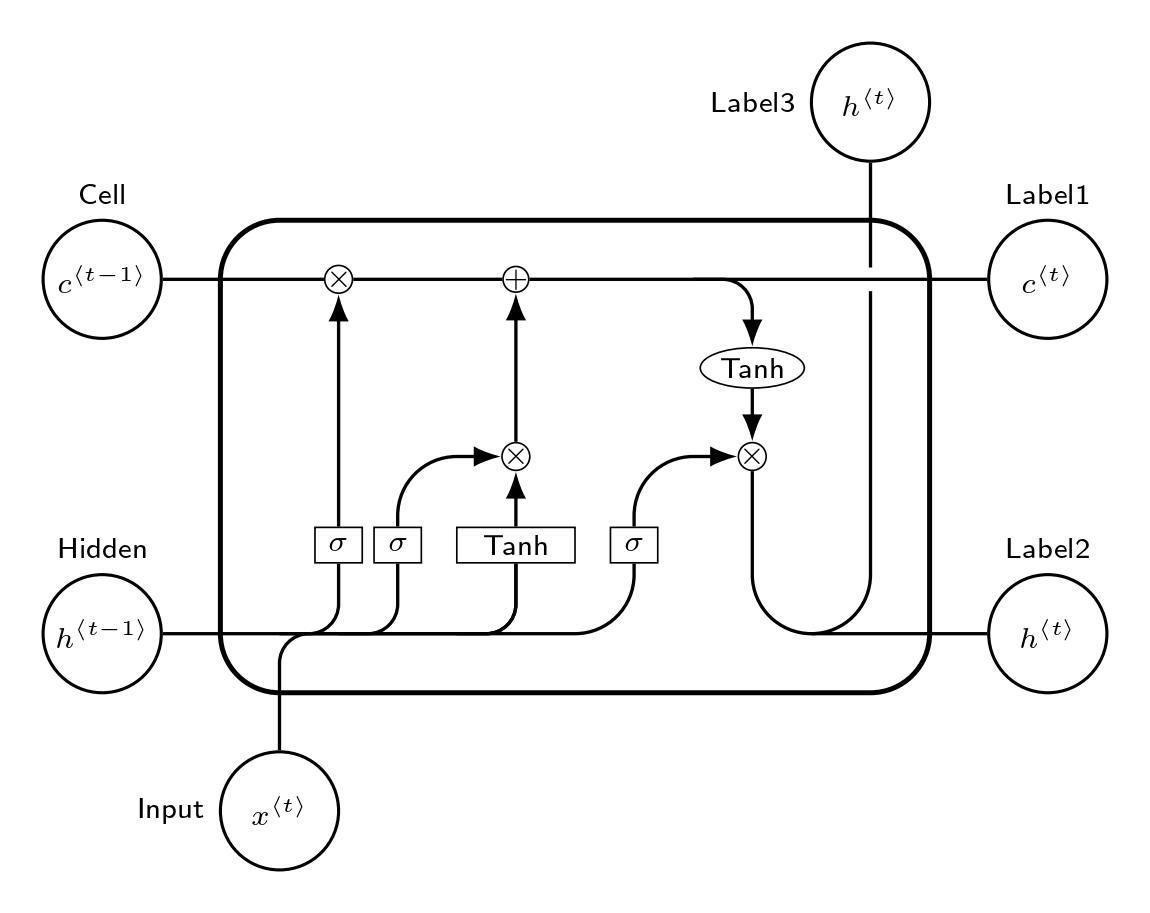 Label3
h⟨t⟩
Cell
Label1
c⟨t−1⟩
×
+
c⟨t⟩
Tanh
×
×
Hidden
σ
σ
Tanh
σ
Label2
h⟨t−1⟩
h⟨t⟩
Input
x⟨t⟩